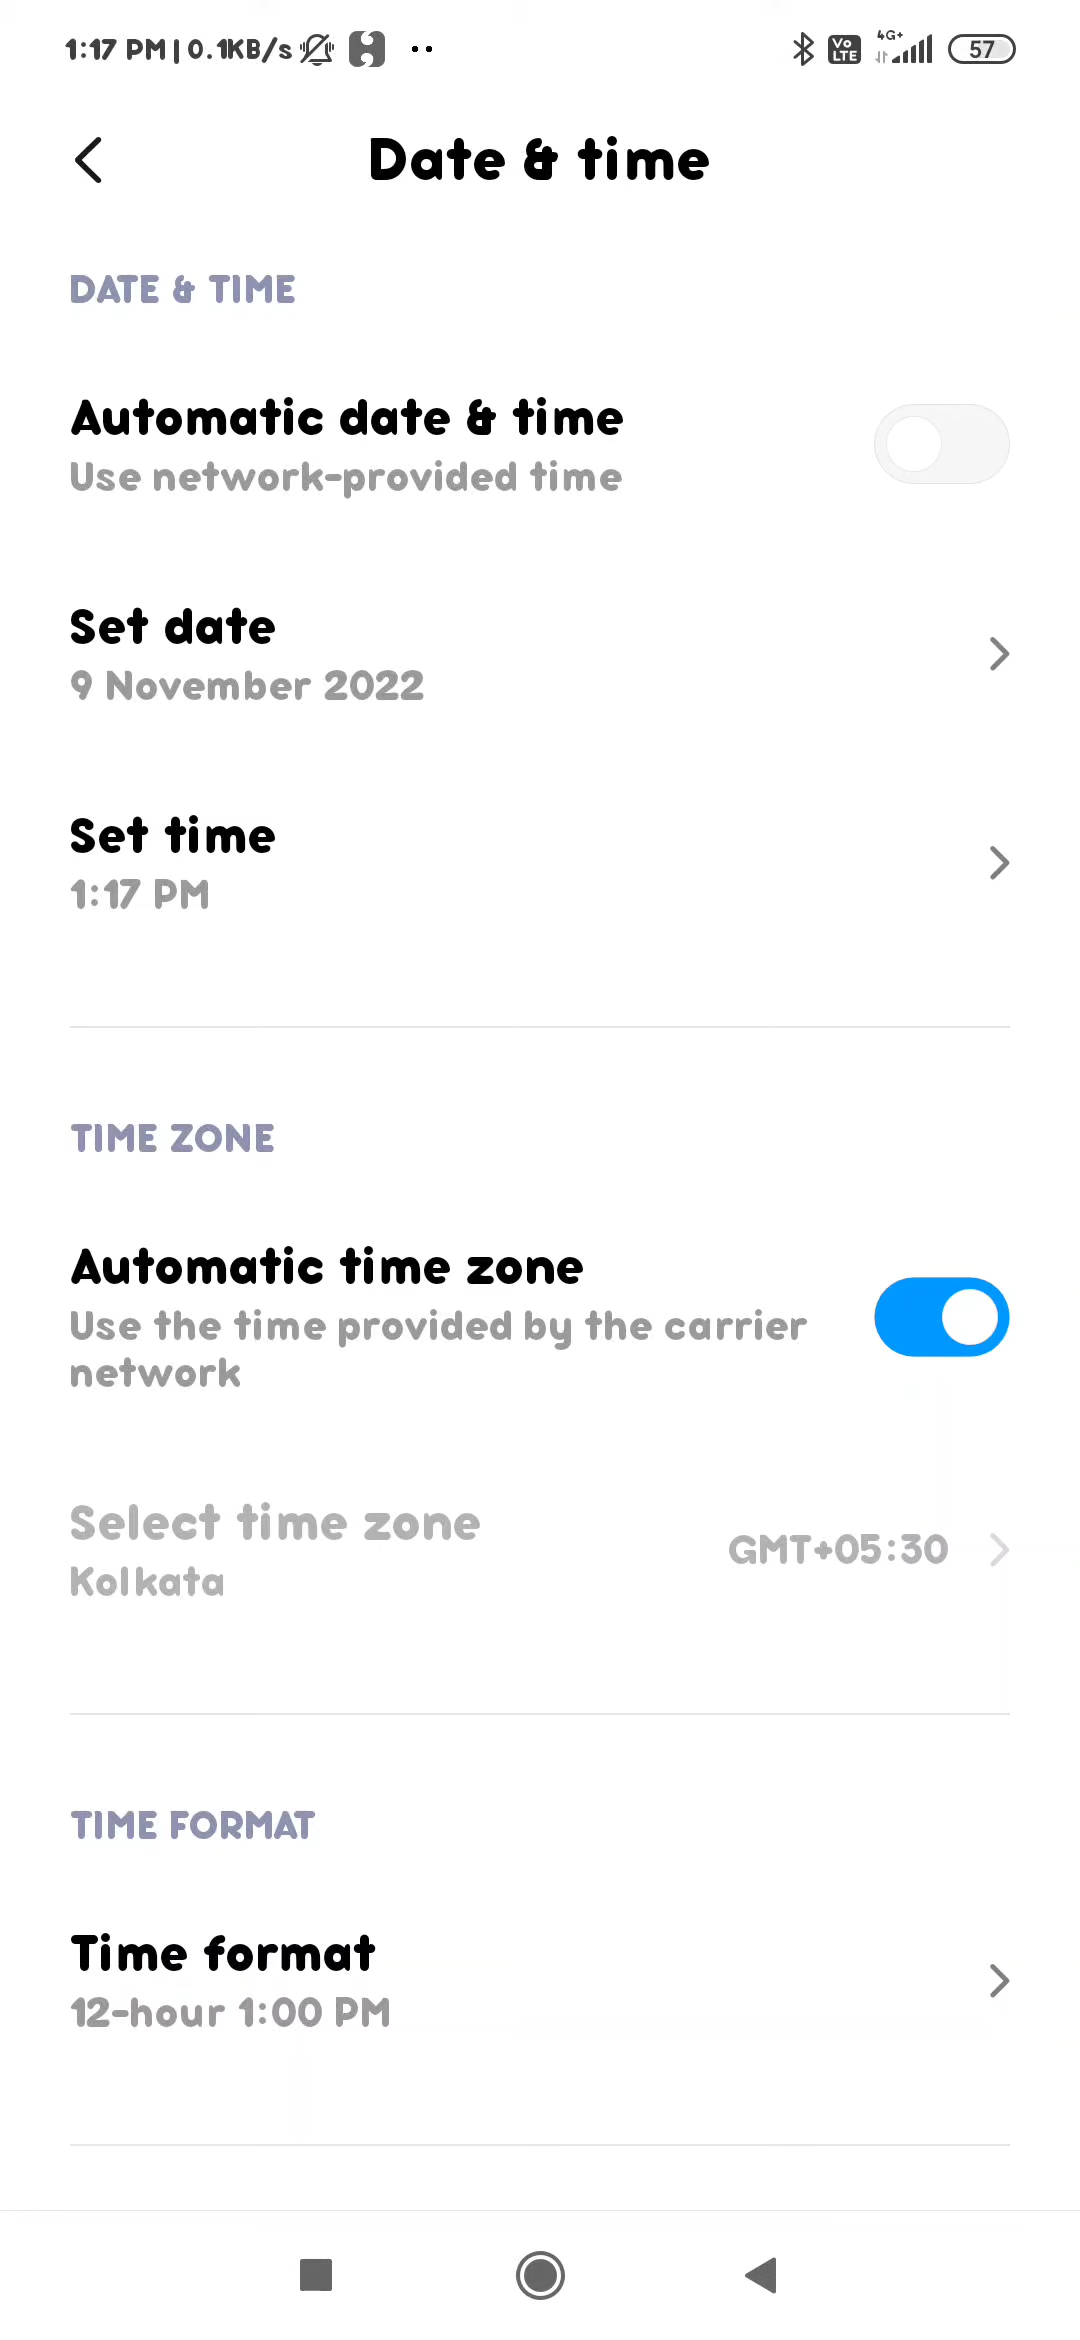 1:17 PM | 0.1KB/s
Vo LTE
4G+
57
Date & time
DATE & TIME
Automatic date & time
Use network-provided time
Set date
9 November 2022
Set time
1:17 PM
TIME ZONE
Automatic time zone
Use the time provided by the carrier
network
Select time zone
Kolkata
GMT+05:30
TIME FORMAT
Time format
12-hour 1:00 PM